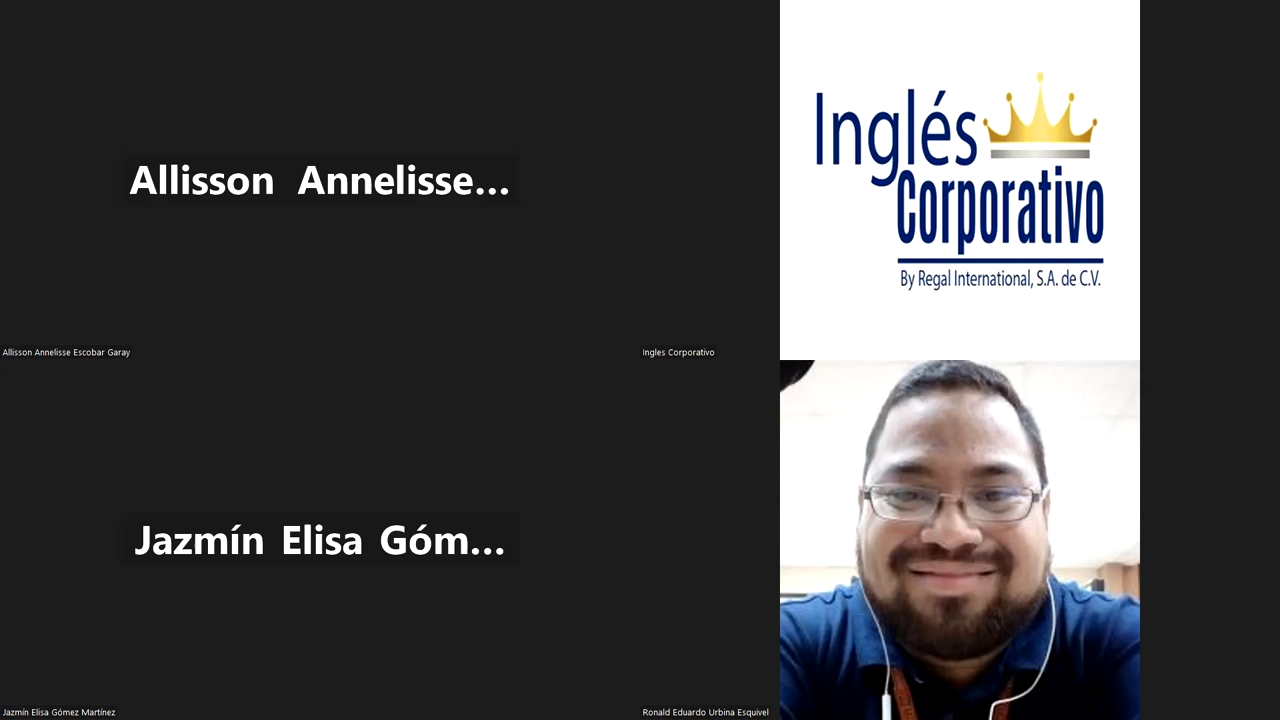 Allisson Annelisse...
Allisson Annelisse Escobar Garay
Inglés
Corporativo
By Regal International, S.A. de C.V.
Ingles Corporativo
Jazmín Elisa Góm...
Jazmín Elisa Gómez Martínez
Ronald Eduardo Urbina Esquivel